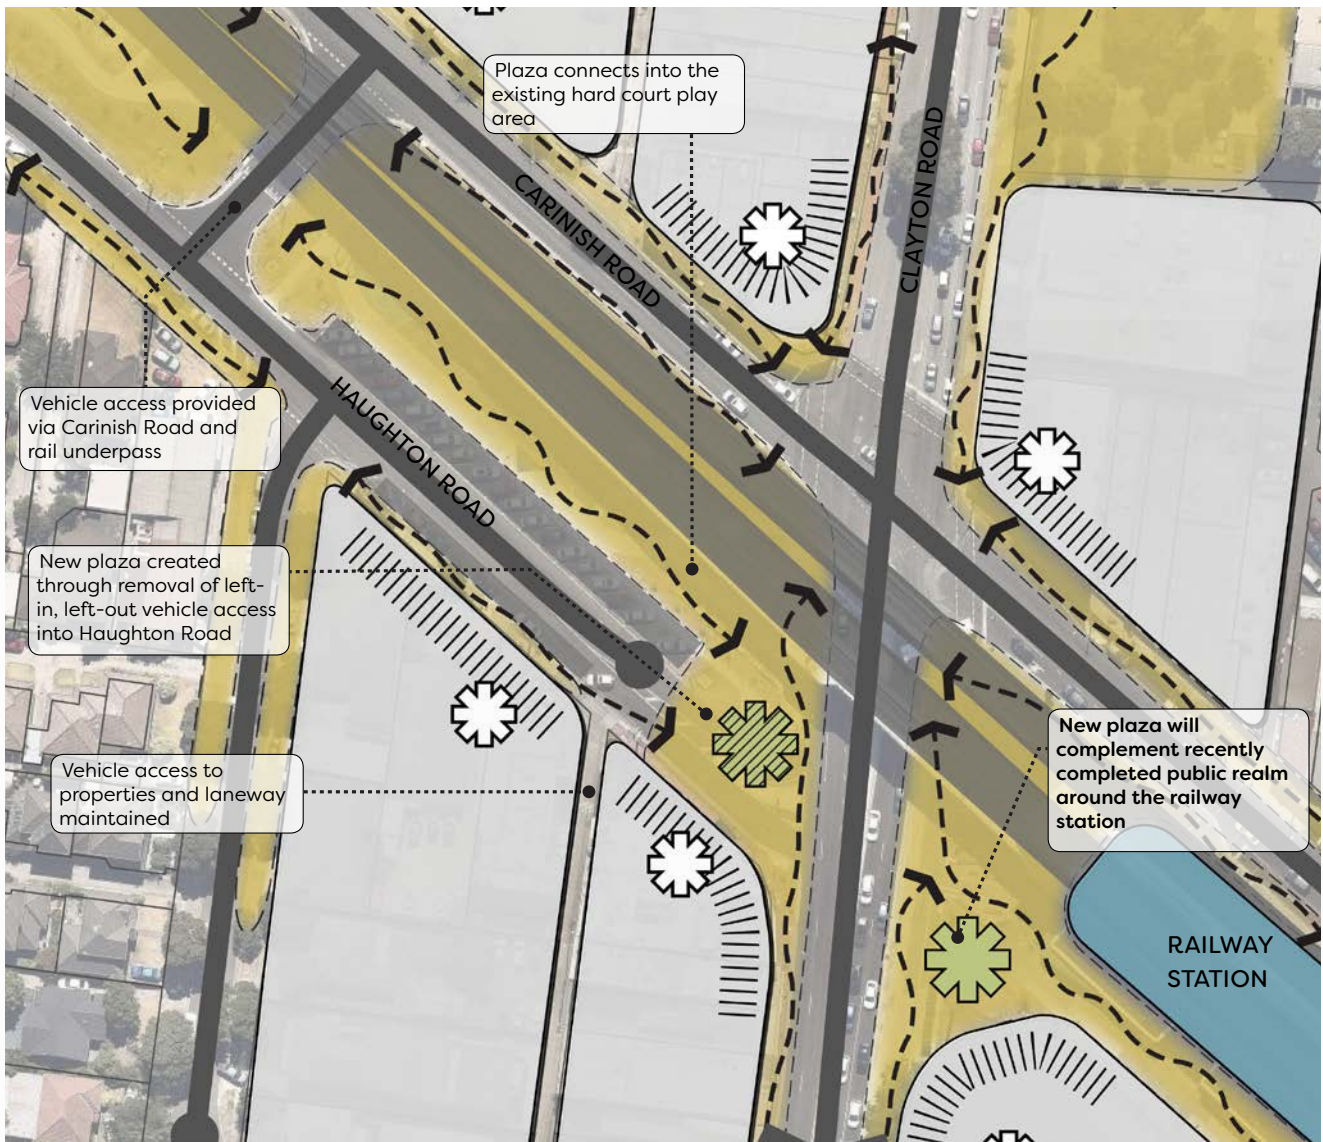 Plaza connects into the
existing hard court play
area
CARINISH ROAD
CLAYTON ROAD
Vehicle access provided
via Carinish Road and
rail underpass
HAUGHTON ROAD
New plaza created
through removal of left-
in, left-out vehicle access
into Haughton Road
New plaza will
complement recently
completed public realm
around the railway
station
Vehicle access to
properties and laneway
maintained
RAILWAY
STATION